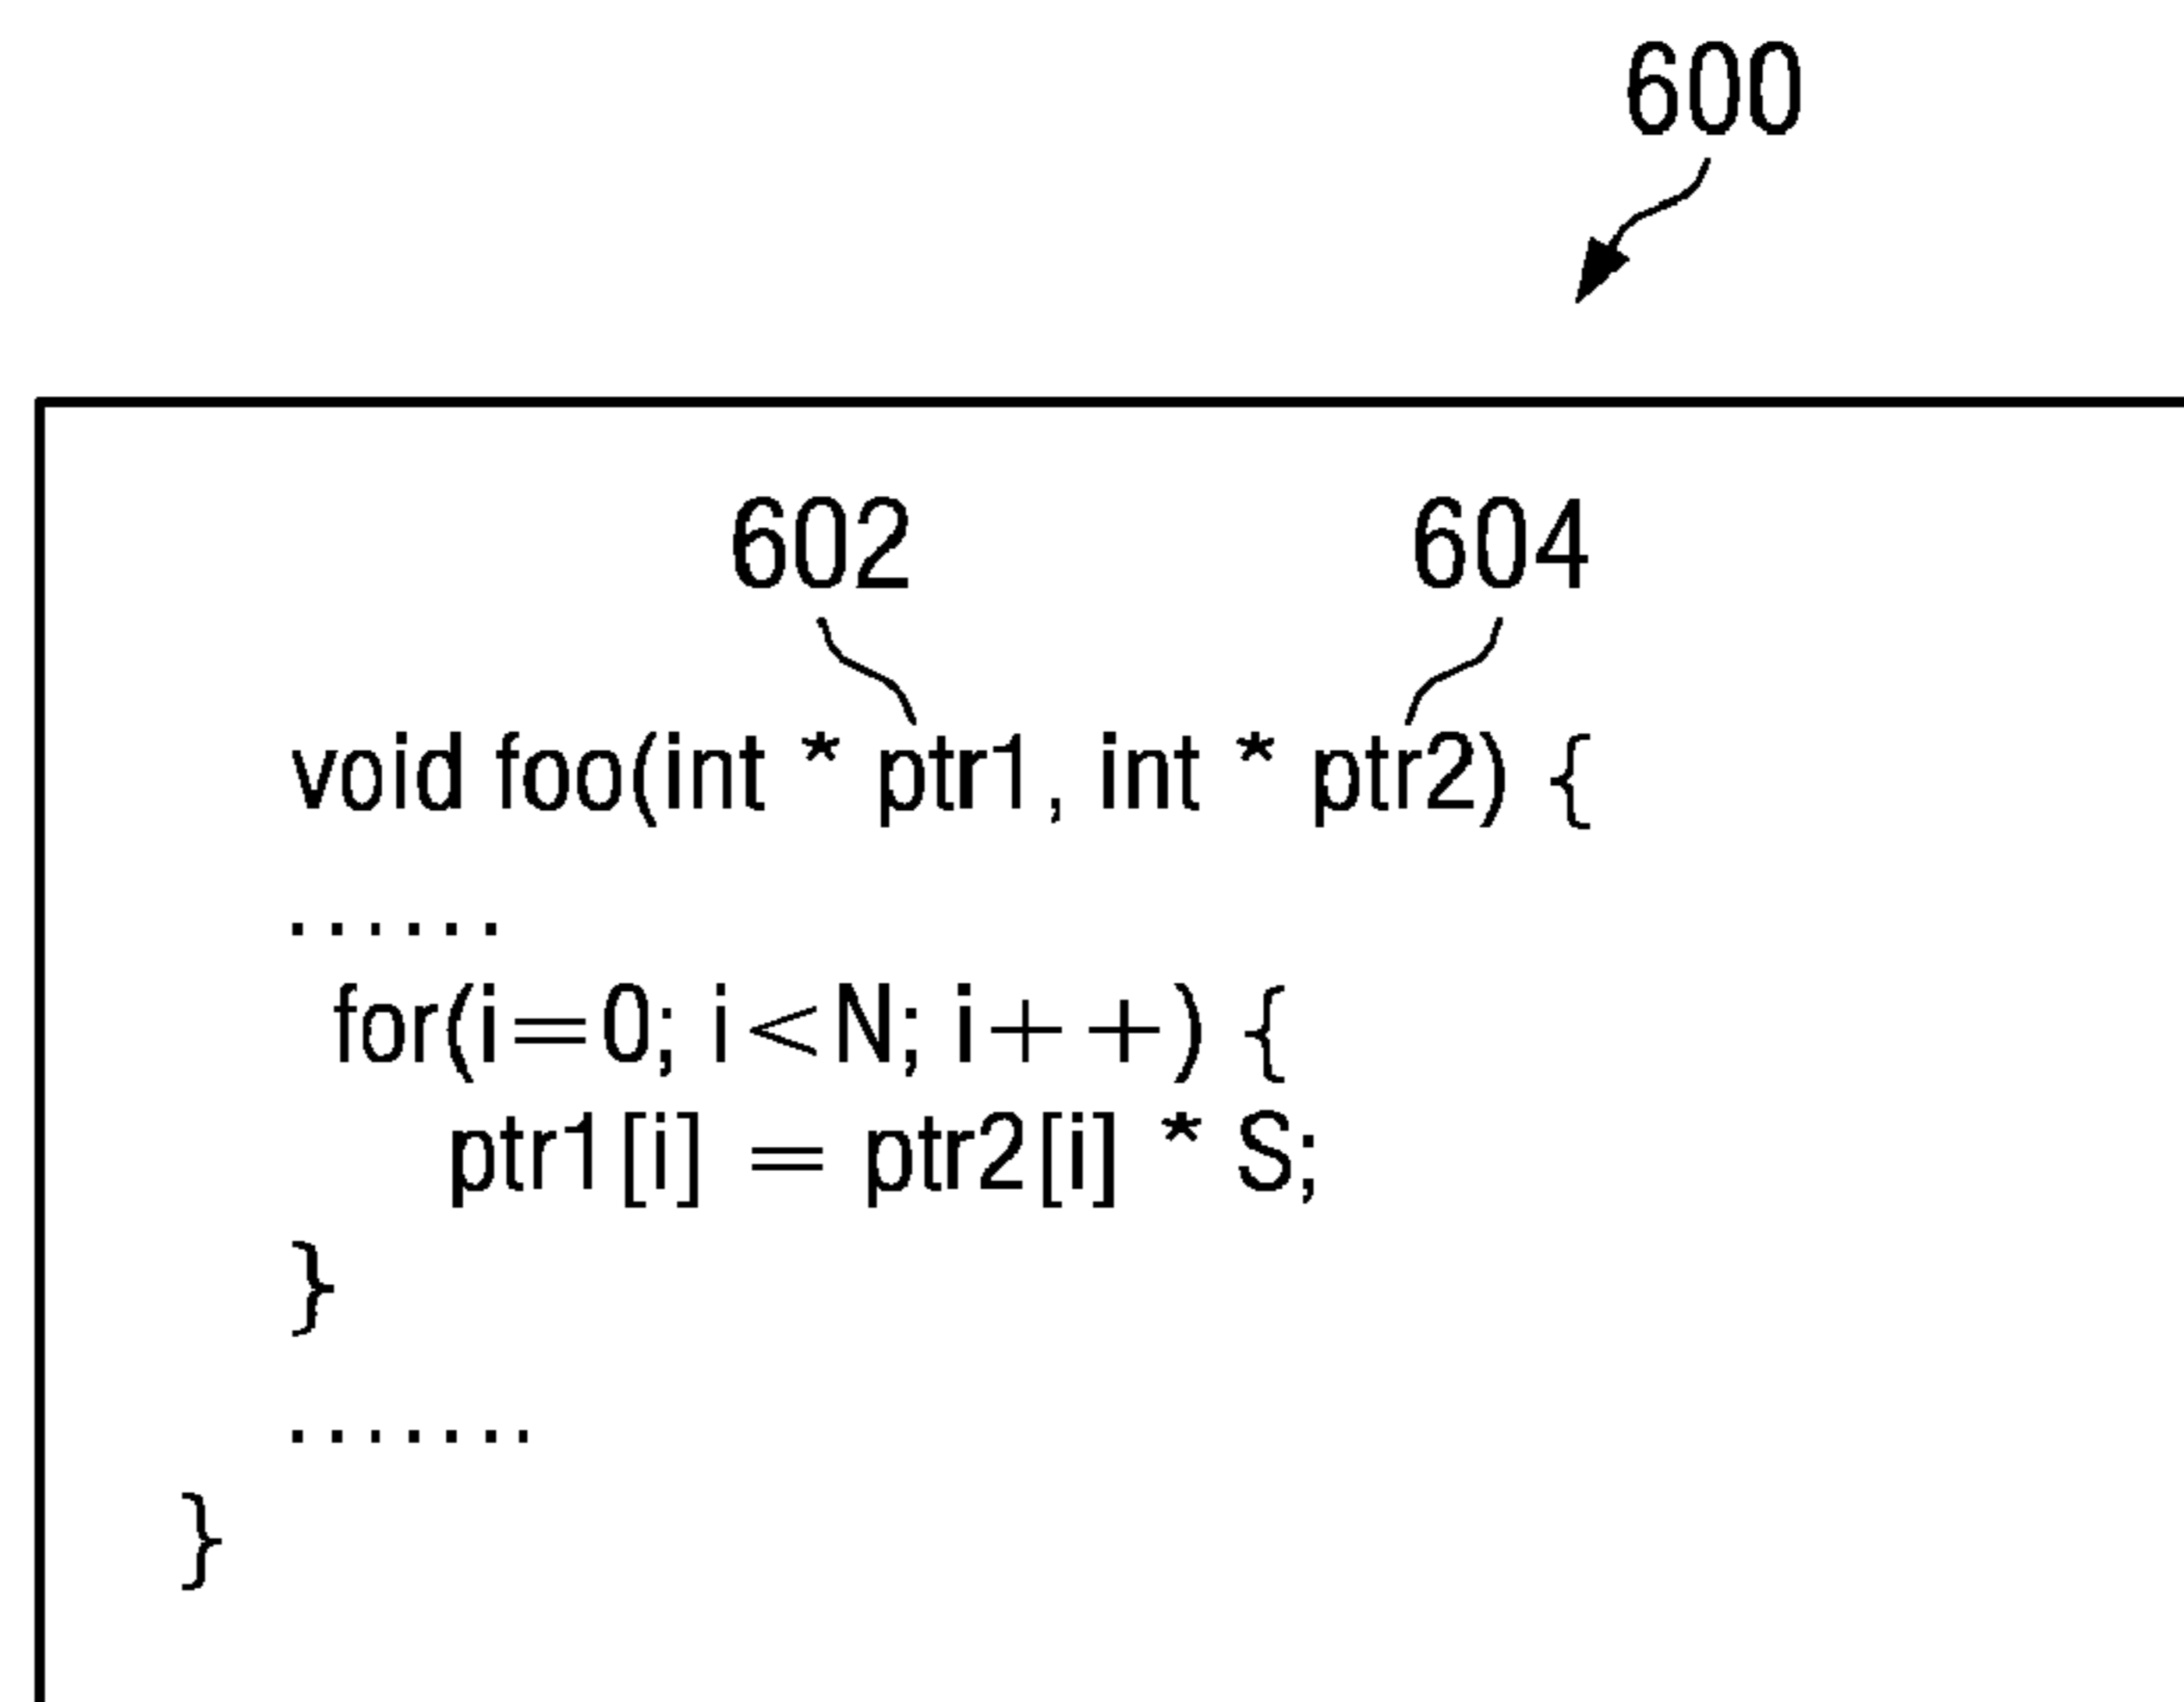 600
602 604
void foo(int * ptr1, int * ptr2) {
......
for(i=0; i<N; i++) {
ptr1[i] = ptr2[i] * S;
}
.......
}